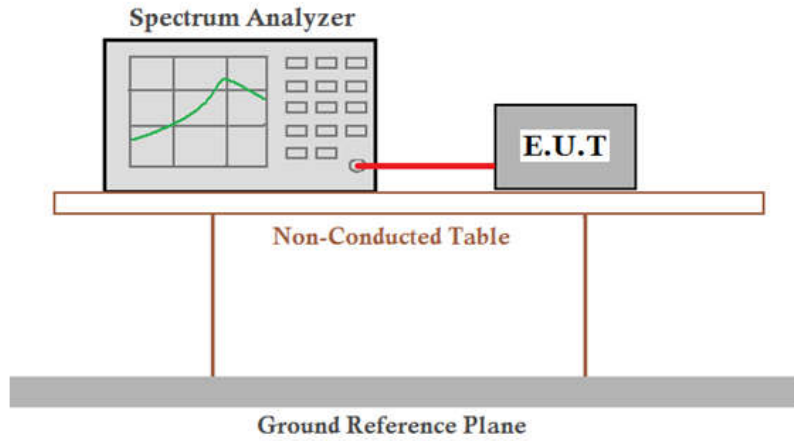 Spectrum Analyzer
E.U.T
Non-Conducted Table
Ground Reference Plane